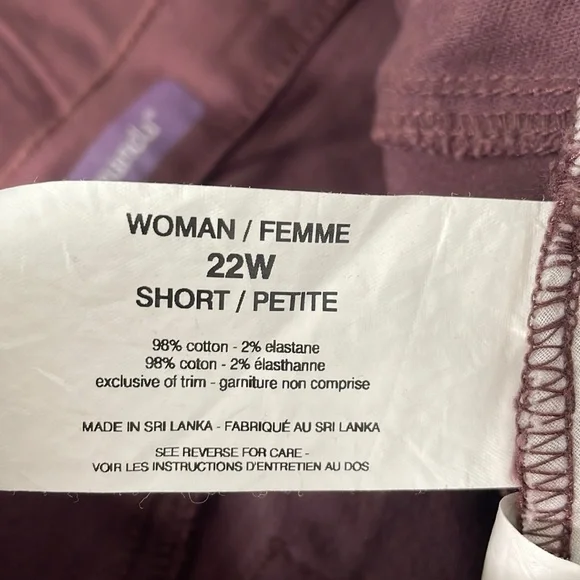 WOMAN / FEMME
22W
SHORT / PETITE
98% cotton - 2% elastane
98% coton - 2% élasthanne
exclusive of trim - garniture non comprise
MADE IN SRI LANKA - FABRIQUÉ AU SRI LANKA
SEE REVERSE FOR CARE -
VOIR LES INSTRUCTIONS D'ENTRETIEN AU DOS